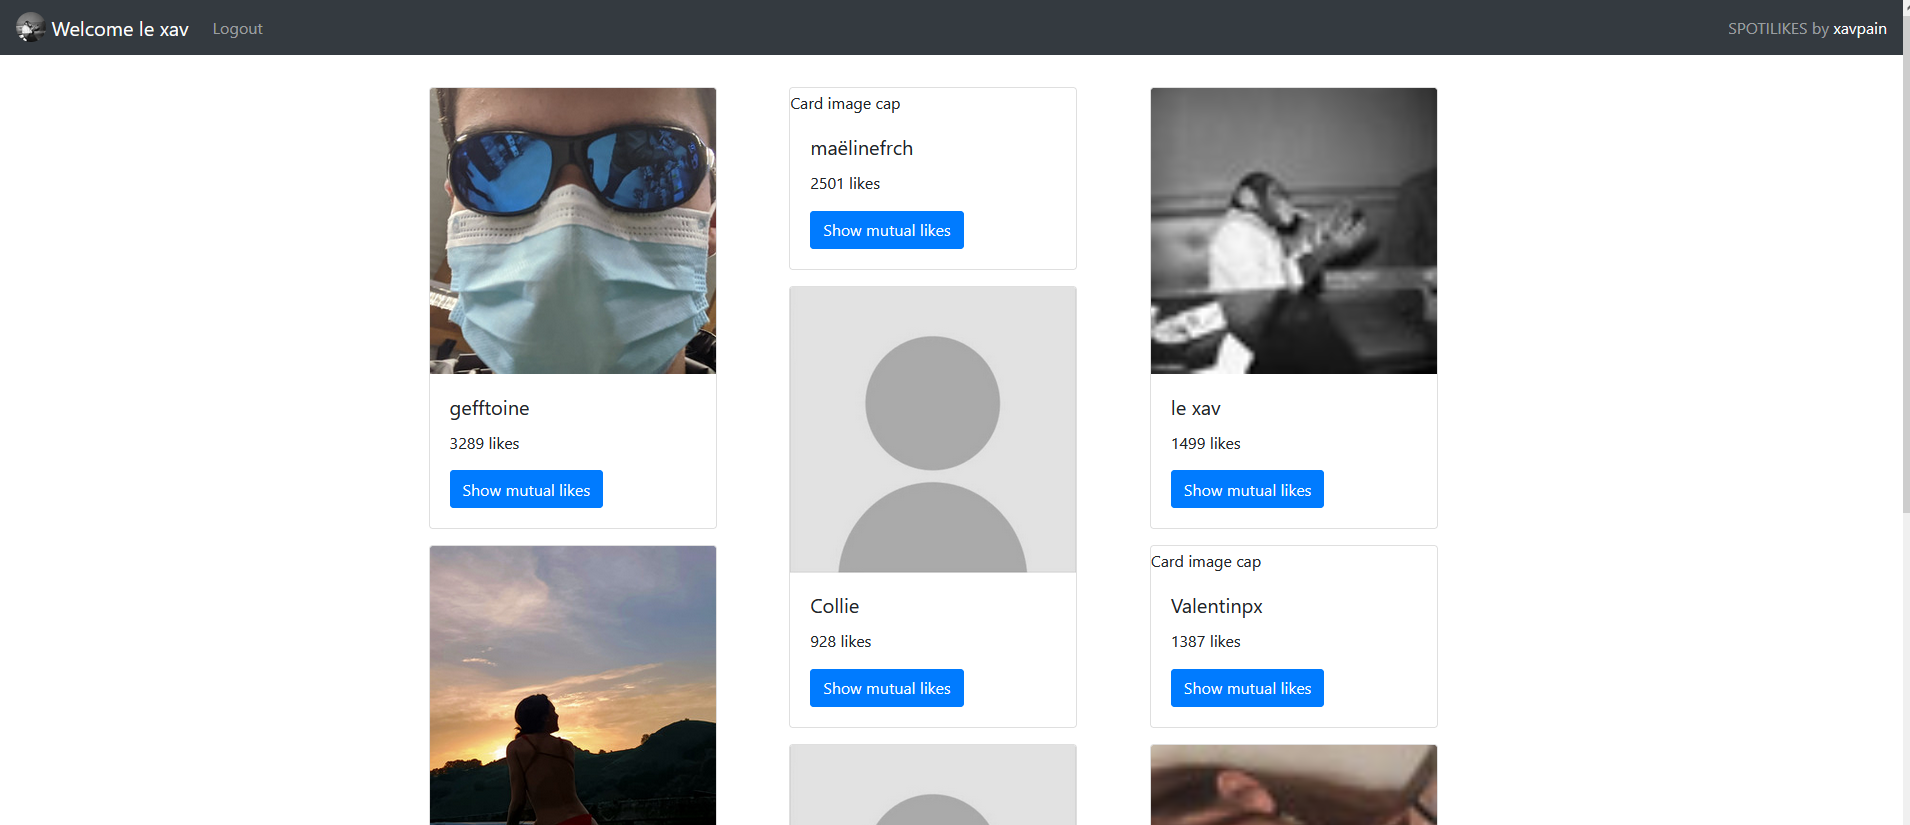 Welcome le xav
Logout
SPOTILIKES by xavpain
gefftoine
3289 likes
Show mutual likes
Card image cap
maëlinefrch
2501 likes
Show mutual likes
Collie
928 likes
Show mutual likes
le xav
1499 likes
Show mutual likes
Card image cap
Valentinpx
1387 likes
Show mutual likes